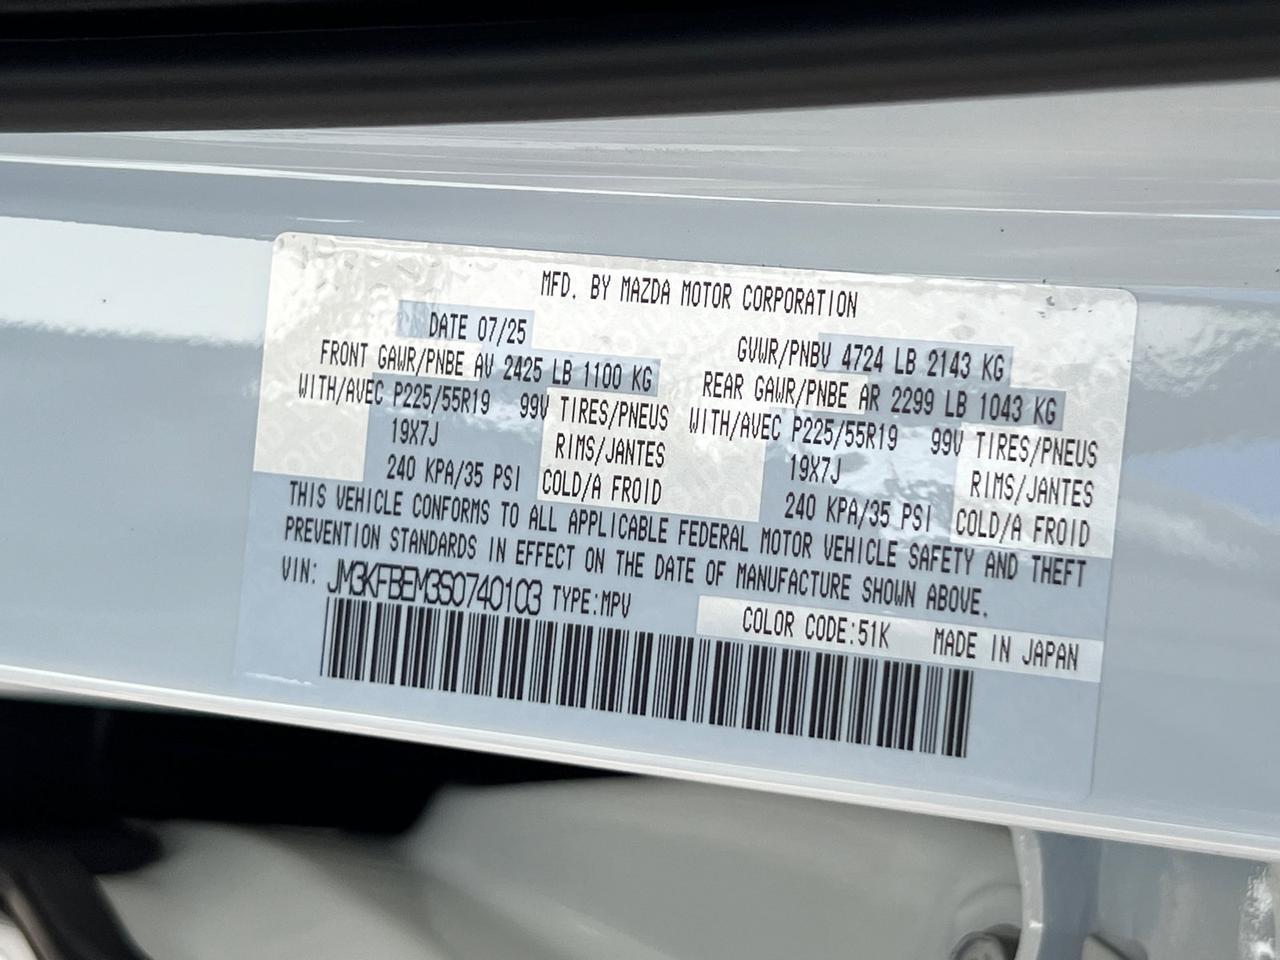 MFD. BY MAZDA MOTOR CORPORATION
DATE 07/25 GVWR/PNBV 4724 LB 2143 KG
FRONT GAWR/PNBE AV 2425 LB 1100 KG REAR GAWR/PNBE AR 2299 LB 1043 KG
WITH/AVEC P225/55R19 99V TIRES/PNEUS WITH/AVEC P225/55R19 99V TIRES/PNEUS
19X7J RIMS/JANTES 19X7J RIMS/JANTES
240 KPA/35 PSI COLD/A FROID 240 KPA/35 PSI COLD/A FROID
THIS VEHICLE CONFORMS TO ALL APPLICABLE FEDERAL MOTOR VEHICLE SAFETY AND THEFT
PREVENTION STANDARDS IN EFFECT ON THE DATE OF MANUFACTURE SHOWN ABOVE.
VIN: JM3KFBEM3S0740103 TYPE:MPV
COLOR CODE:51K MADE IN JAPAN